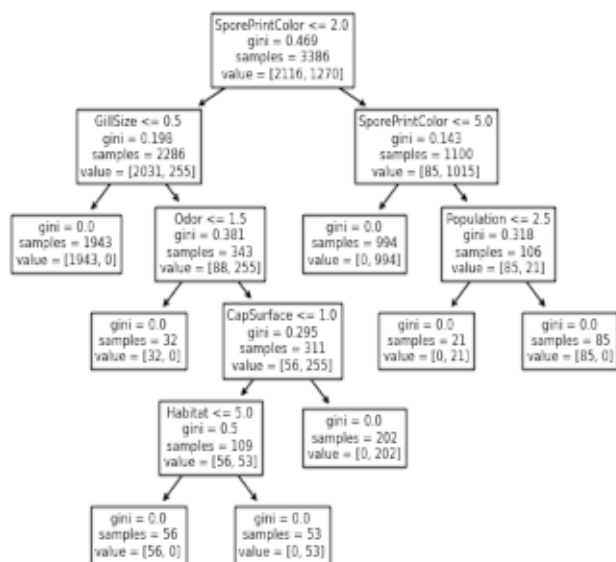 SporePrintColor <= 2.0
gini = 0.469
samples = 3386
value = [2116, 1270]
GillSize <= 0.5
gini = 0.198
samples = 2286
value = [2031, 255]
SporePrintColor <= 5.0
gini = 0.143
samples = 1100
value = [85, 1015]
gini = 0.0
samples = 1943
value = [1943, 0]
Odor <= 1.5
gini = 0.381
samples = 343
value = [88, 255]
gini = 0.0
samples = 994
value = [0, 994]
Population <= 2.5
gini = 0.318
samples = 106
value = [85, 21]
gini = 0.0
samples = 32
value = [32, 0]
CapSurface <= 1.0
gini = 0.295
samples = 311
value = [56, 255]
gini = 0.0
samples = 21
value = [0, 21]
gini = 0.0
samples = 85
value = [85, 0]
Habitat <= 5.0
gini = 0.5
samples = 109
value = [56, 53]
gini = 0.0
samples = 202
value = [0, 202]
gini = 0.0
samples = 56
value = [56, 0]
gini = 0.0
samples = 53
value = [0, 53]